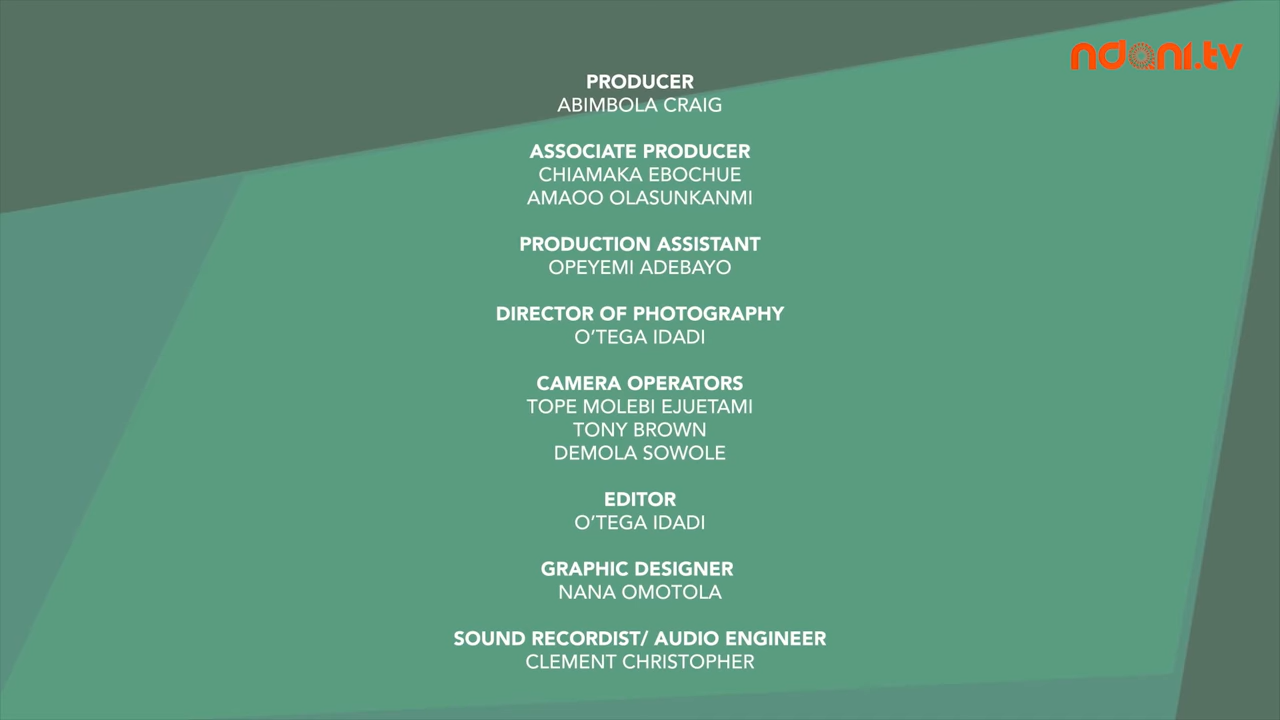 ndani.tv
PRODUCER
ABIMBOLA CRAIG
ASSOCIATE PRODUCER
CHIAMAKA EBOCHUE
AMAOO OLASUNKANMI
PRODUCTION ASSISTANT
OPEYEMI ADEBAYO
DIRECTOR OF PHOTOGRAPHY
O’TEGA IDADI
CAMERA OPERATORS
TOPE MOLEBI EJUETAMI
TONY BROWN
DEMOLA SOWOLE
EDITOR
O’TEGA IDADI
GRAPHIC DESIGNER
NANA OMOTOLA
SOUND RECORDIST/ AUDIO ENGINEER
CLEMENT CHRISTOPHER